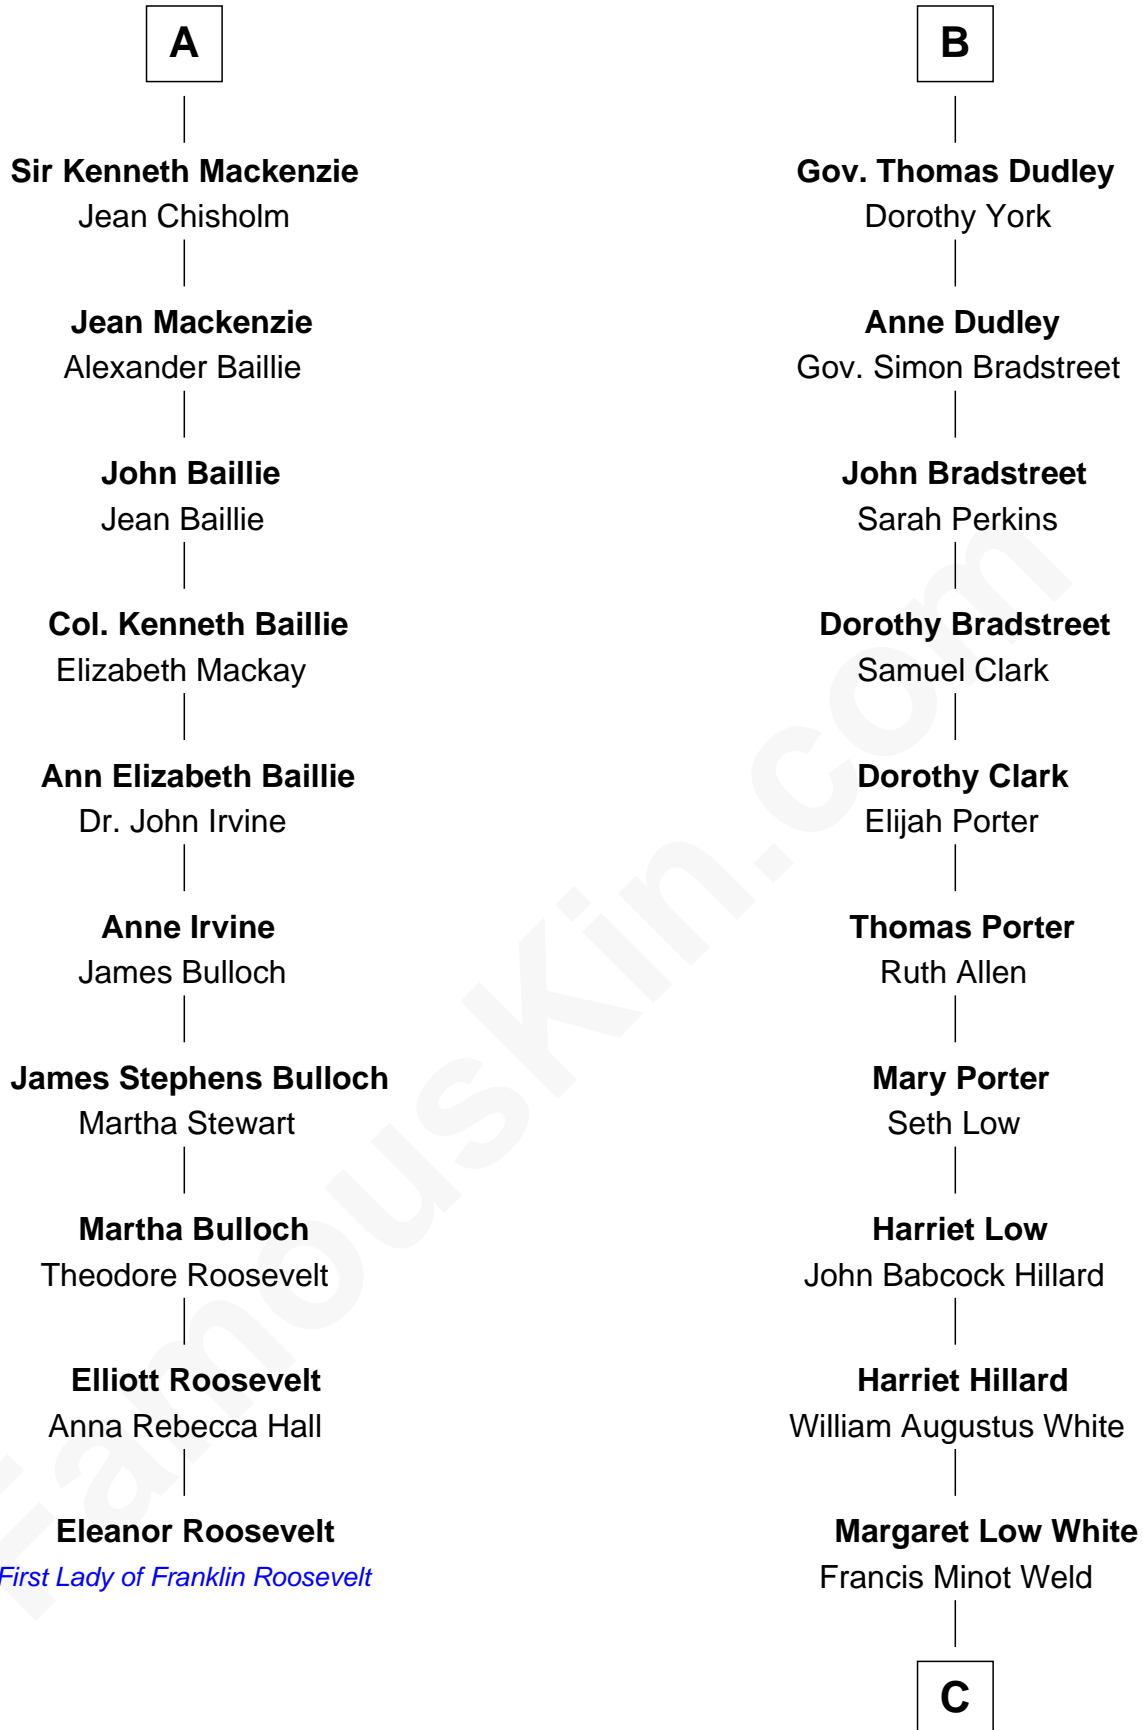 A
Sir Kenneth Mackenzie
Jean Chisholm
Jean Mackenzie
Alexander Baillie
John Baillie
Jean Baillie
Col. Kenneth Baillie
Elizabeth Mackay
Ann Elizabeth Baillie
Dr. John Irvine
Anne Irvine
James Bulloch
James Stephens Bulloch
Martha Stewart
Martha Bulloch
Theodore Roosevelt
Elliott Roosevelt
Anna Rebecca Hall
Eleanor Roosevelt
First Lady of Franklin Roosevelt
B
Gov. Thomas Dudley
Dorothy York
Anne Dudley
Gov. Simon Bradstreet
John Bradstreet
Sarah Perkins
Dorothy Bradstreet
Samuel Clark
Dorothy Clark
Elijah Porter
Thomas Porter
Ruth Allen
Mary Porter
Seth Low
Harriet Low
John Babcock Hillard
Harriet Hillard
William Augustus White
Margaret Low White
Francis Minot Weld
C
FamousKin.com